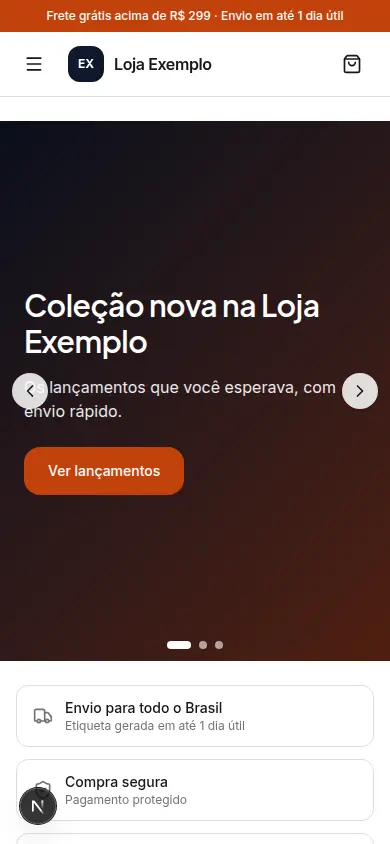 Frete grátis acima de R$ 299 · Envio em até 1 dia útil
EX
Loja Exemplo
Coleção nova na Loja
Exemplo
lançamentos que você esperava, com
envio rápido.
Ver lançamentos
Envio para todo o Brasil
Etiqueta gerada em até 1 dia útil
Compra segura
Pagamento protegido
N